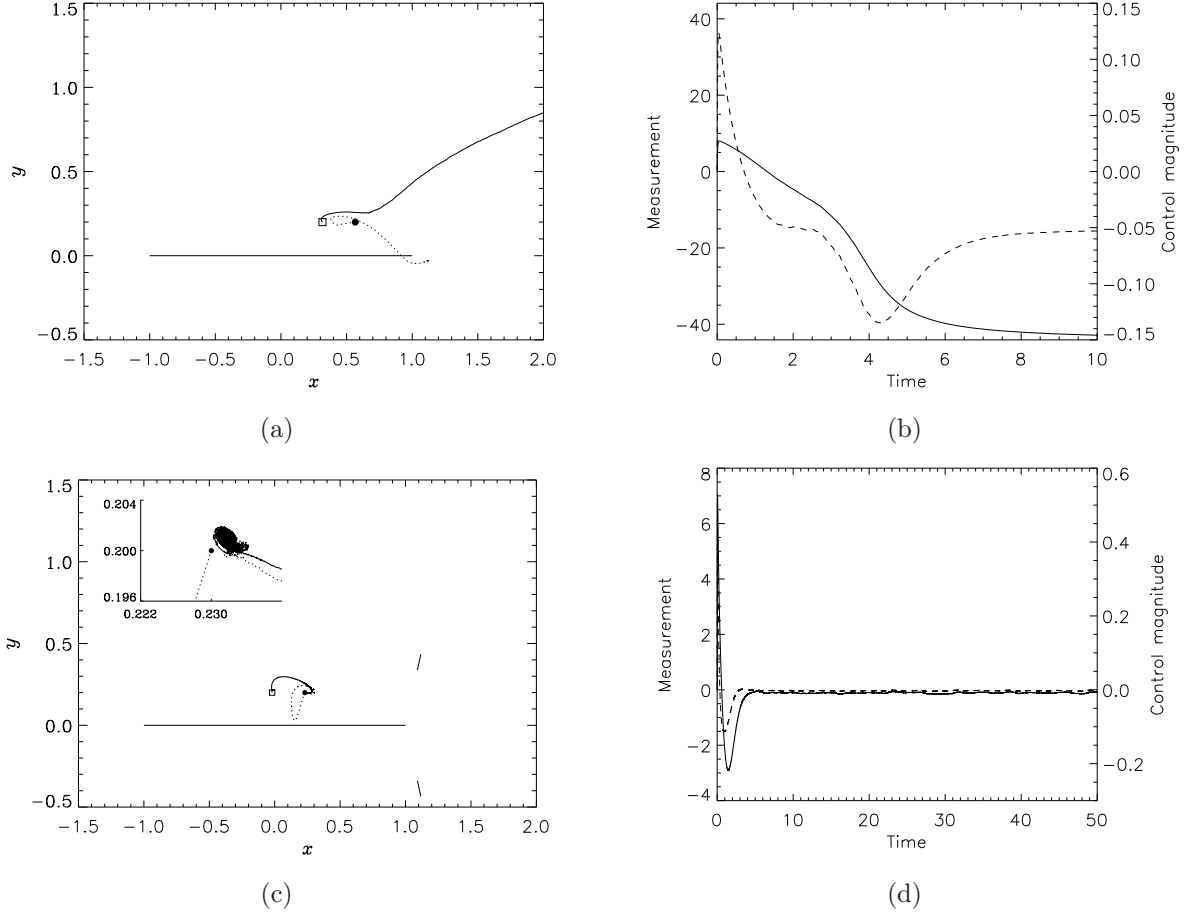 1.5
1.0
0.5
0.0
−0.5
y
−1.5 −1.0 −0.5 0.0 0.5 1.0 1.5 2.0
x
(a)
40
20
0
−20
−40
Measurement
0.15
0.10
0.05
0.00
−0.05
−0.10
−0.15
Control magnitude
0 2 4 6 8 10
Time
(b)
1.5
1.0
0.5
0.0
−0.5
y
0.204
0.200
0.196
0.222 0.230
−1.5 −1.0 −0.5 0.0 0.5 1.0 1.5 2.0
x
(c)
8
6
4
2
0
−2
−4
Measurement
0.6
0.4
0.2
0.0
−0.2
Control magnitude
0 10 20 30 40 50
Time
(d)